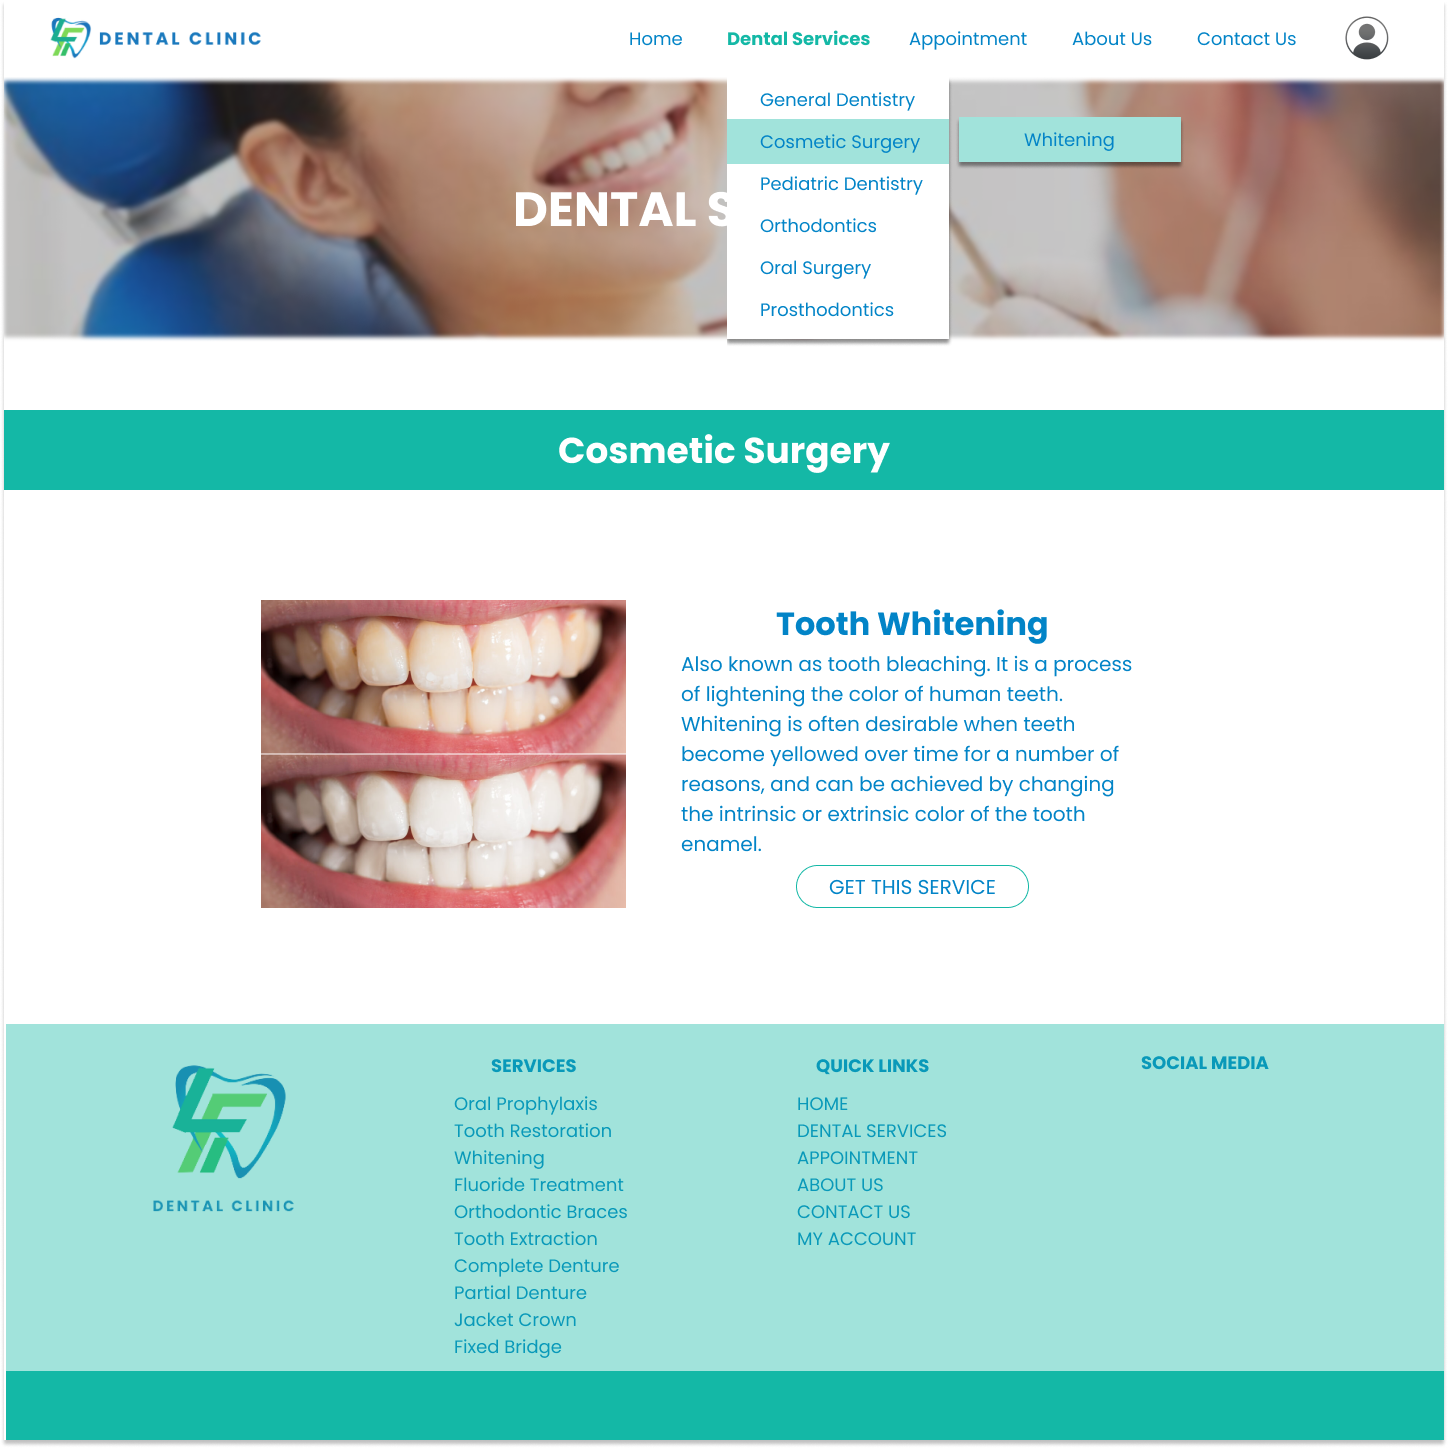 DENTAL CLINIC
Home
Dental Services
Appointment
About Us
Contact Us
General Dentistry
Cosmetic Surgery
Pediatric Dentistry
Orthodontics
Oral Surgery
Prosthodontics
Whitening
DENTAL S
Cosmetic Surgery
Tooth Whitening
Also known as tooth bleaching. It is a process
of lightening the color of human teeth.
Whitening is often desirable when teeth
become yellowed over time for a number of
reasons, and can be achieved by changing
the intrinsic or extrinsic color of the tooth
enamel.
GET THIS SERVICE
DENTAL CLINIC
SERVICES
Oral Prophylaxis
Tooth Restoration
Whitening
Fluoride Treatment
Orthodontic Braces
Tooth Extraction
Complete Denture
Partial Denture
Jacket Crown
Fixed Bridge
QUICK LINKS
HOME
DENTAL SERVICES
APPOINTMENT
ABOUT US
CONTACT US
MY ACCOUNT
SOCIAL MEDIA